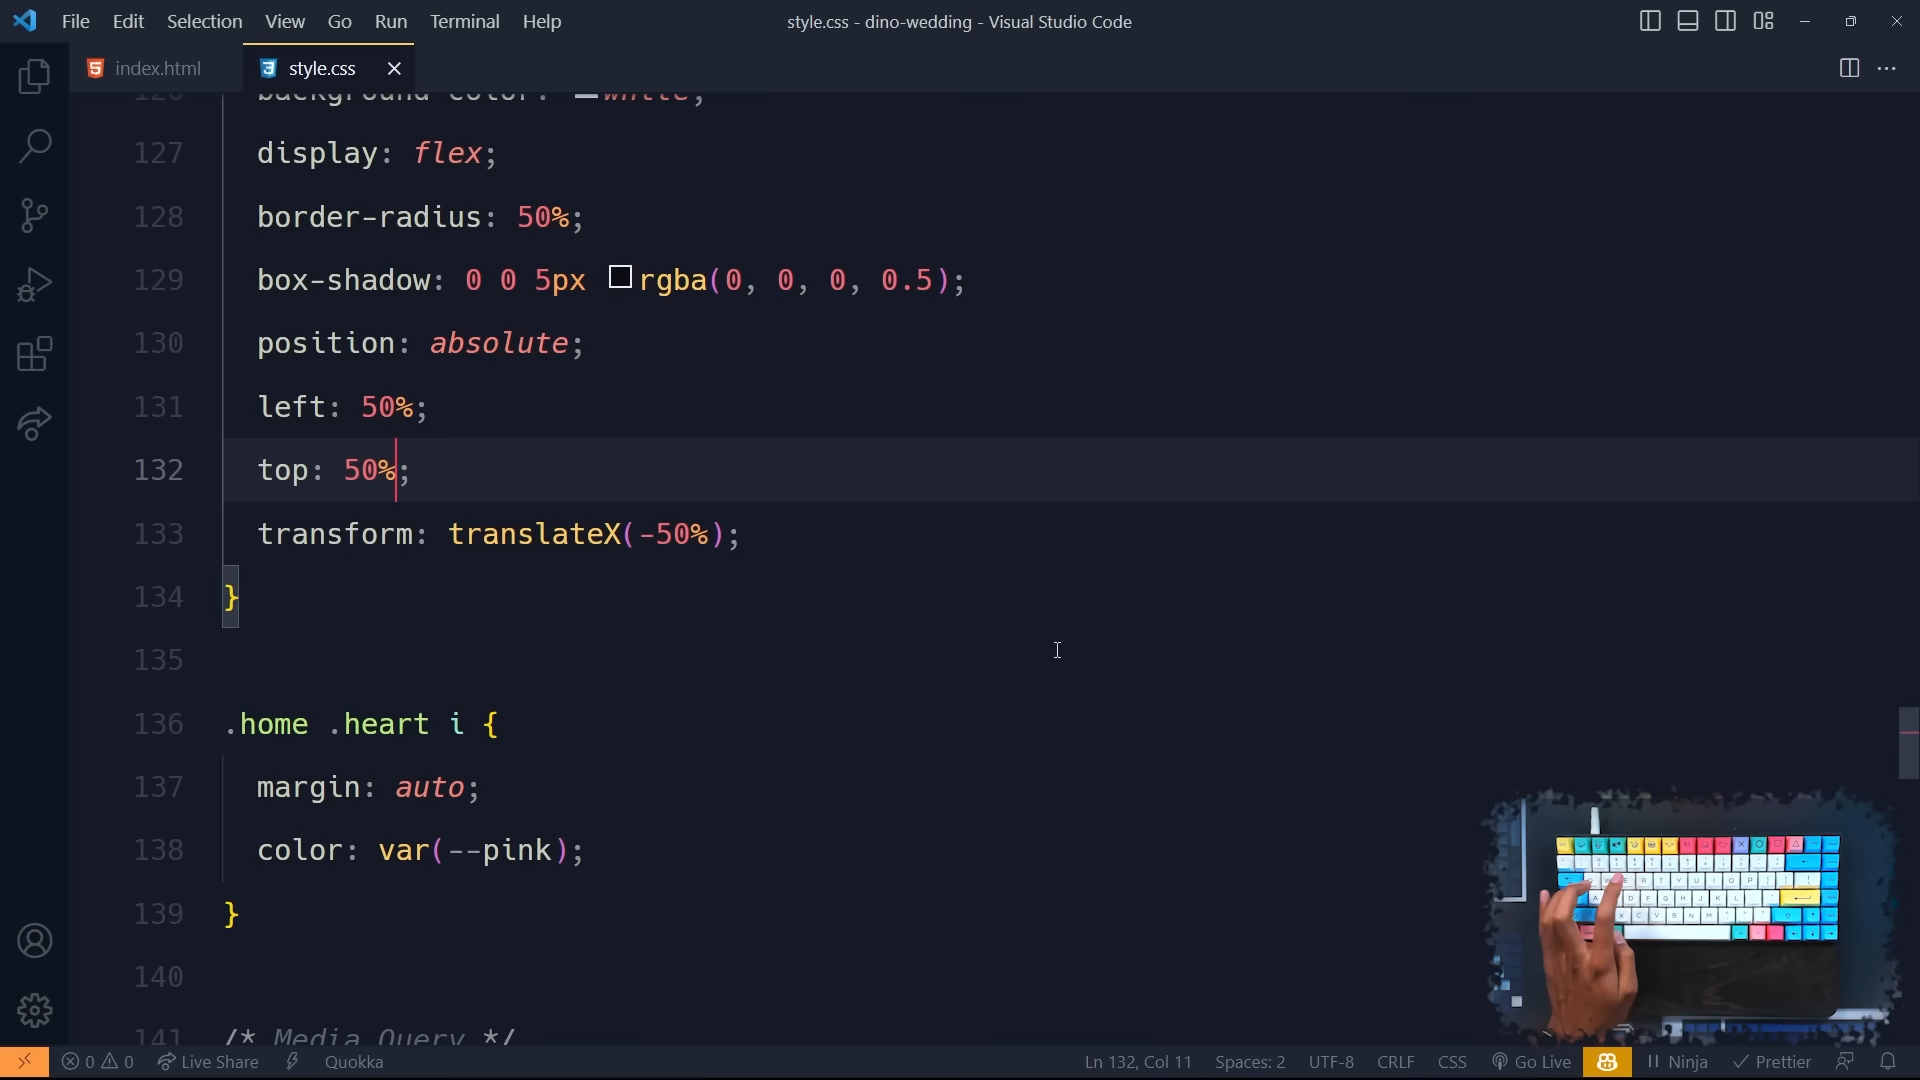 File Edit Selection View Go Run Terminal Help
style.css - dino-wedding - Visual Studio Code
index.html
style.css
126 background-color: white;
127 display: flex;
128 border-radius: 50%;
129 box-shadow: 0 0 5px rgba(0, 0, 0, 0.5);
130 position: absolute;
131 left: 50%;
132 top: 50%;
133 transform: translateX(-50%);
134 }
135
136 .home .heart i {
137 margin: auto;
138 color: var(--pink);
139 }
140
141 /* Media Query */
0 0 Live Share Quokka Ln 132, Col 11 Spaces: 2 UTF-8 CRLF CSS Go Live Ninja Prettier